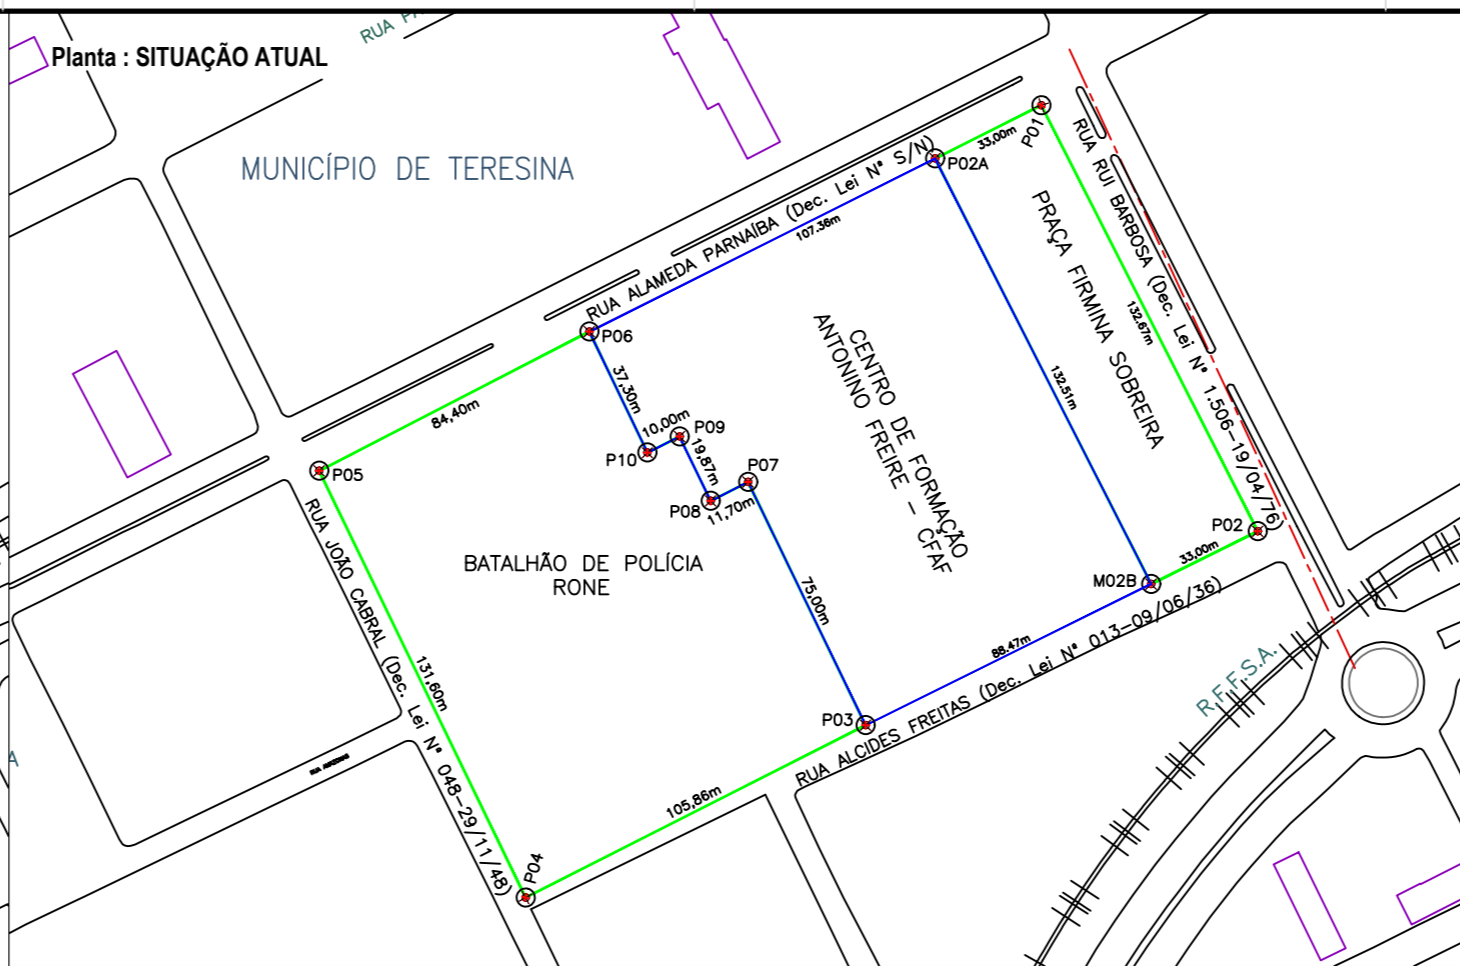 Planta : SITUAÇÃO ATUAL
MUNICÍPIO DE TERESINA
RUA ALAMEDA PARNAÍBA (Dec. Lei Nº S/N)
107.36m
33,00m
P01
P02A
RUA RUI BARBOSA (Dec. Lei Nº 1.506-19/04/76)
132.67m
PRAÇA FIRMINA SOBREIRA
132.51m
CENTRO DE FORMAÇÃO
ANTONINO FREIRE - CFAF
P06
84,40m
37,30m
10,00m
P09
P10
19,87m
P07
P08
11,70m
P05
BATALHÃO DE POLÍCIA
RONE
75,00m
P02
33,00m
M02B
88.47m
RUA ALCIDES FREITAS (Dec. Lei Nº 013-09/06/36)
P03
R.F.F.S.A.
RUA JOÃO CABRAL (Dec. Lei Nº 048-29/11/48)
131,60m
105,86m
P04
A